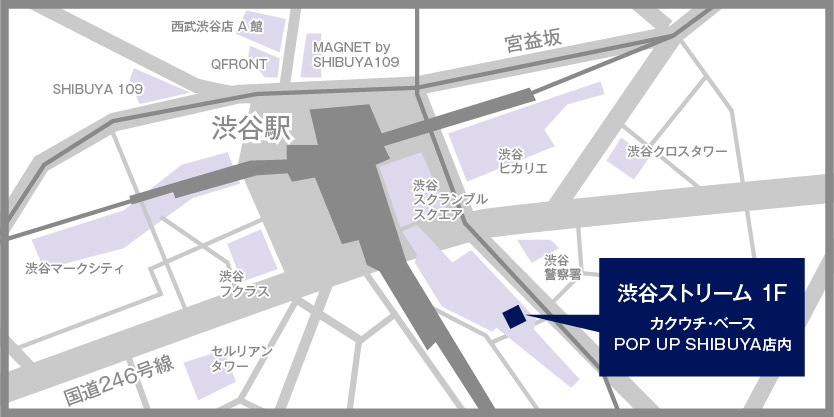 西武渋谷店 A館
MAGNET by
SHIBUYA109
宮益坂
QFRONT
SHIBUYA 109
渋谷駅
渋谷
ヒカリエ
渋谷クロスタワー
渋谷
スクランブル
スクエア
渋谷マークシティ
渋谷
フクラス
渋谷
警察署
渋谷ストリーム 1F
カクウチ・ベース
POP UP SHIBUYA店内
セルリアン
タワー
国道246号線